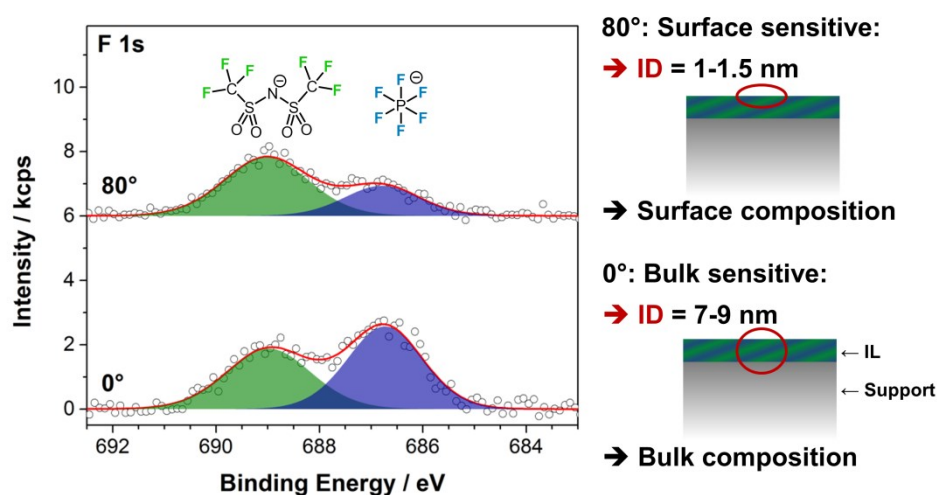 F 1s
F
F
F
C
S
O
O
N
⊖
S
O
O
C
F
F
F
⊖
F
F
F
P
F
F
F
80°
0°
10
8
6
4
2
0
Intensity / kcps
692
690
688
686
684
Binding Energy / eV
80°: Surface sensitive:
➔ ID = 1-1.5 nm
➔ Surface composition
0°: Bulk sensitive:
➔ ID = 7-9 nm
← IL
← Support
➔ Bulk composition